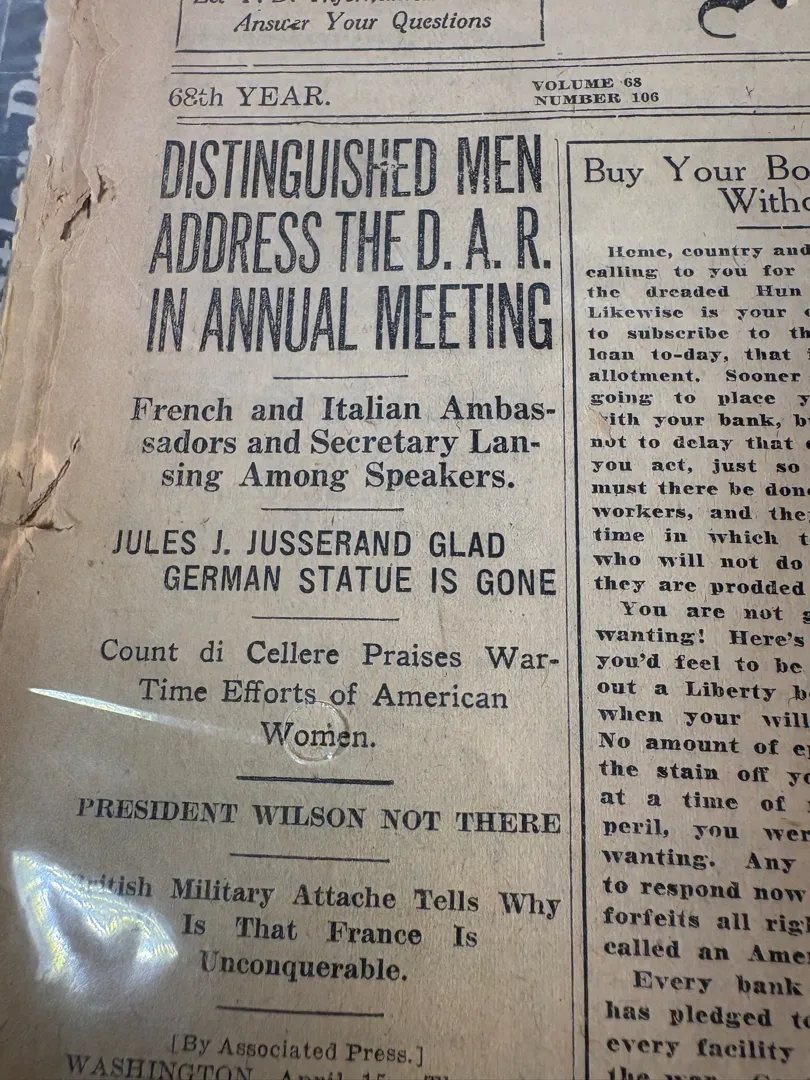 Answer Your Questions
68th YEAR.
VOLUME 68
NUMBER 106
DISTINGUISHED MEN
ADDRESS THE D. A. R.
IN ANNUAL MEETING
French and Italian Ambas-
sadors and Secretary Lan-
sing Among Speakers.
JULES J. JUSSERAND GLAD
GERMAN STATUE IS GONE
Count di Cellere Praises War-
Time Efforts of American
Women.
PRESIDENT WILSON NOT THERE
British Military Attache Tells Why
Is That France Is
Unconquerable.
[By Associated Press.]
WASHINGTON, April 15.
Buy Your
Home, country and
calling to you for
the dreaded Hun
Likewise is your
to subscribe to
loan to-day, that
allotment. Sooner
going to place
with your bank,
not to delay that
you act, just so
must there be
workers, and
time in which
who will not do
they are prodded
You are not
wanting! Here's
you'd feel to be
out a Liberty
when your
No amount of
the stain off
at a time of
peril, you
wanting. Any
to respond now
forfeits all
called an
Every bank
has pledged
every facility
the war.